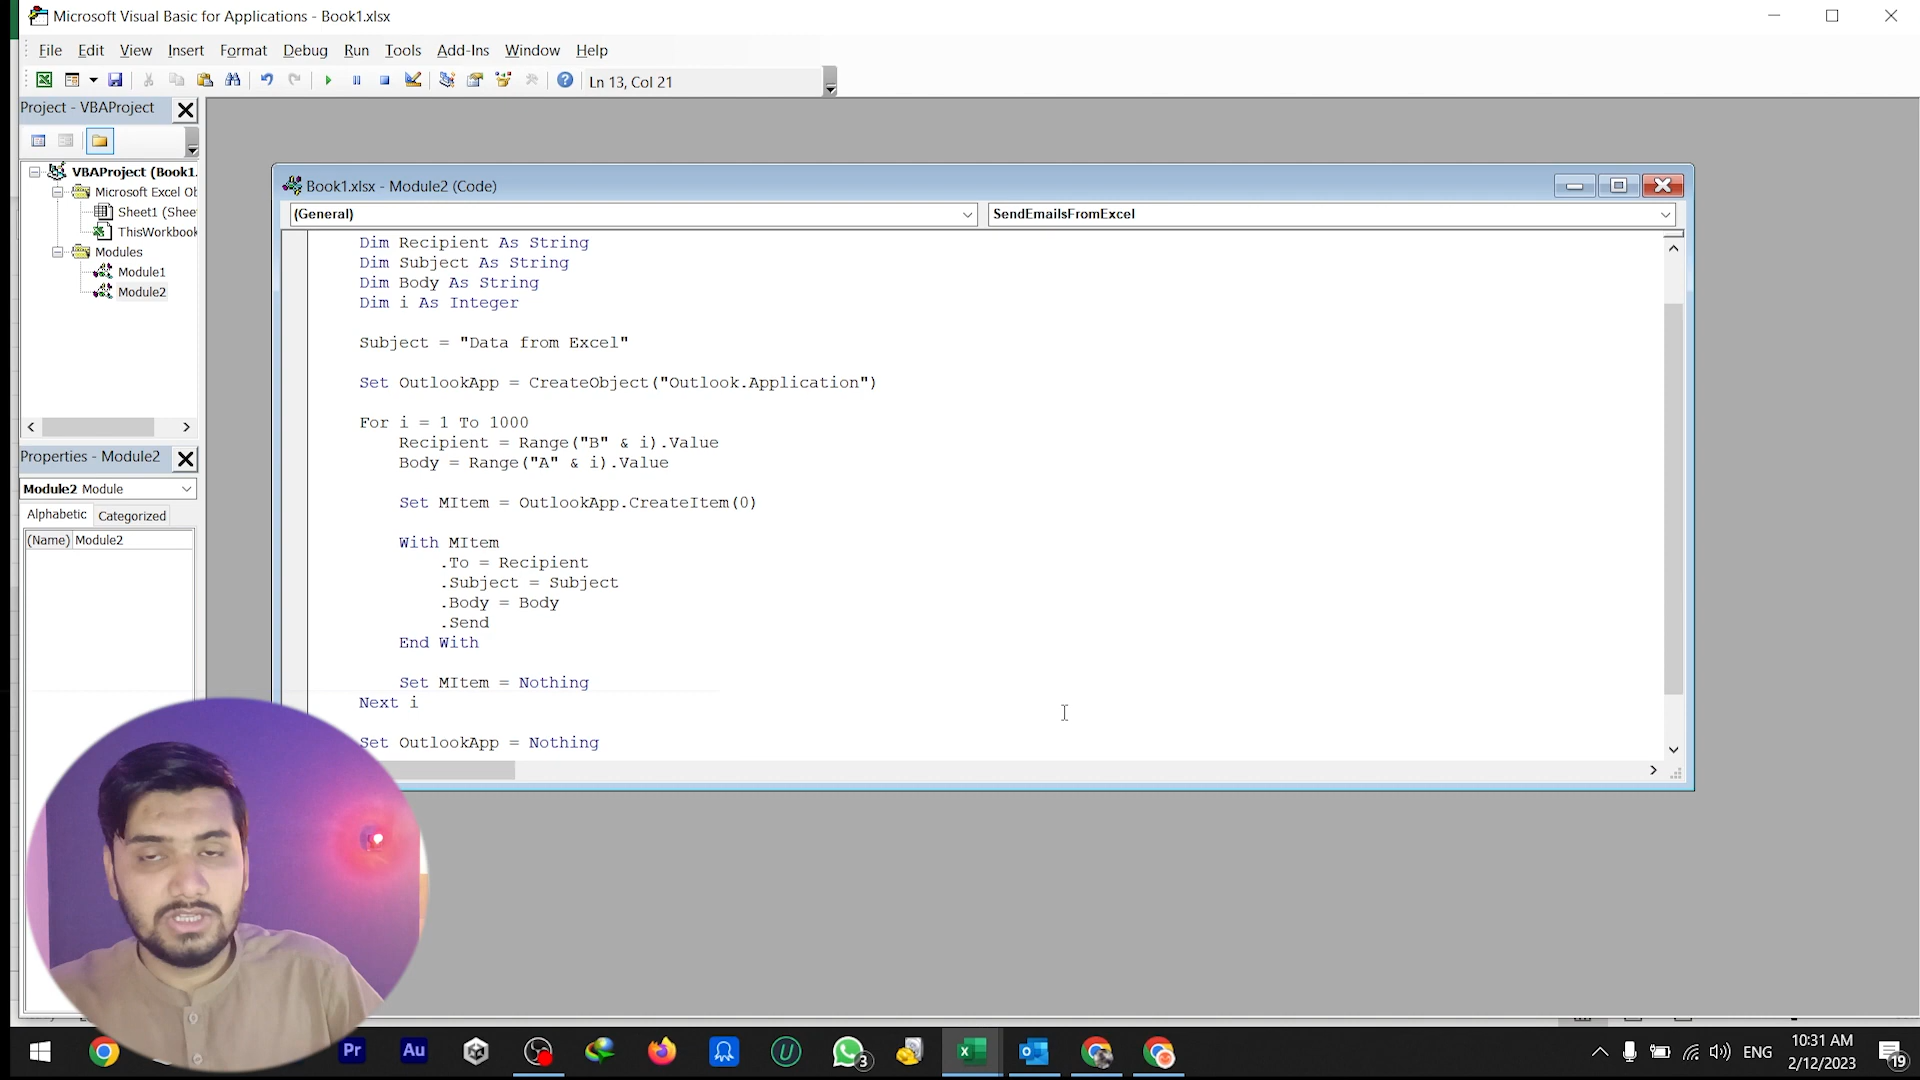 Microsoft Visual Basic for Applications - Book1.xlsx
File Edit View Insert Format Debug Run Tools Add-Ins Window Help
Ln 13, Col 21
Project - VBAProject
VBAProject (Book1.
Microsoft Excel Ob
Sheet1 (Shee
ThisWorkbook
Modules
Module1
Module2
Properties - Module2
Module2 Module
Alphabetic Categorized
(Name) Module2
Book1.xlsx - Module2 (Code)
(General) SendEmailsFromExcel
Dim Recipient As String
Dim Subject As String
Dim Body As String
Dim i As Integer
Subject = "Data from Excel"
Set OutlookApp = CreateObject("Outlook.Application")
For i = 1 To 1000
Recipient = Range("B" & i).Value
Body = Range("A" & i).Value
Set MItem = OutlookApp.CreateItem(0)
With MItem
.To = Recipient
.Subject = Subject
.Body = Body
.Send
End With
Set MItem = Nothing
Next i
Set OutlookApp = Nothing
Pr Au 3 ENG
10:31 AM
2/12/2023
19